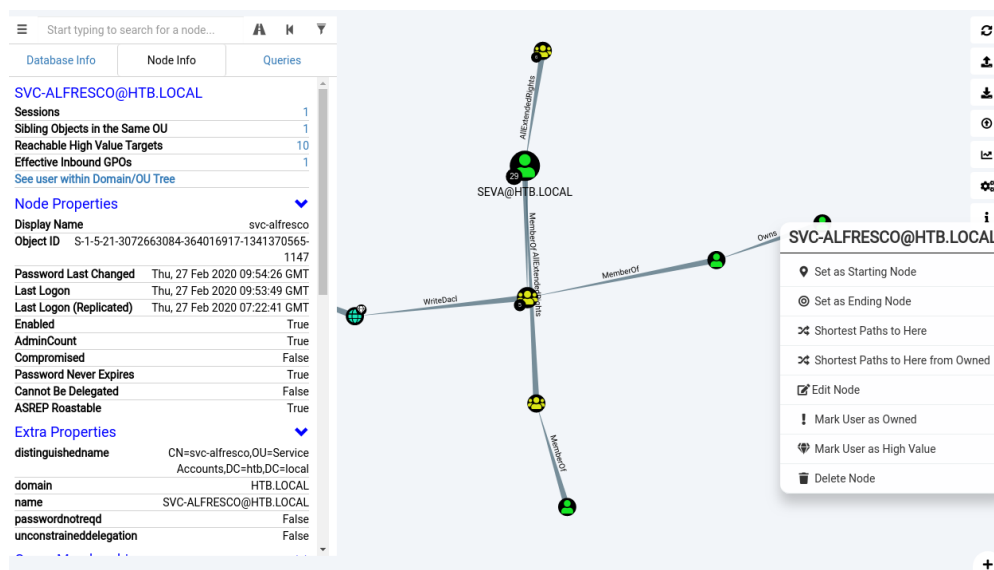 Start typing to search for a node...
Database Info
Node Info
Queries
SVC-ALFRESCO@HTB.LOCAL
Sessions 1
Sibling Objects in the Same OU 1
Reachable High Value Targets 10
Effective Inbound GPOs 1
See user within Domain/OU Tree
Node Properties
Display Name svc-alfresco
Object ID S-1-5-21-3072663084-364016917-1341370565-
1147
Password Last Changed Thu, 27 Feb 2020 09:54:26 GMT
Last Logon Thu, 27 Feb 2020 09:53:49 GMT
Last Logon (Replicated) Thu, 27 Feb 2020 07:22:41 GMT
Enabled True
AdminCount True
Compromised False
Password Never Expires True
Cannot Be Delegated False
ASREP Roastable True
Extra Properties
distinguishedname CN=svc-alfresco,OU=Service
Accounts,DC=htb,DC=local
domain HTB.LOCAL
name SVC-ALFRESCO@HTB.LOCAL
passwordnotreqd False
unconstraineddelegation False
AllExtendedRights
29
SEVA@HTB.LOCAL
MemberOf AllExtendedRights
WriteDacl
MemberOf
Owns
MemberOf
SVC-ALFRESCO@HTB.LOCAL
Set as Starting Node
Set as Ending Node
Shortest Paths to Here
Shortest Paths to Here from Owned
Edit Node
Mark User as Owned
Mark User as High Value
Delete Node